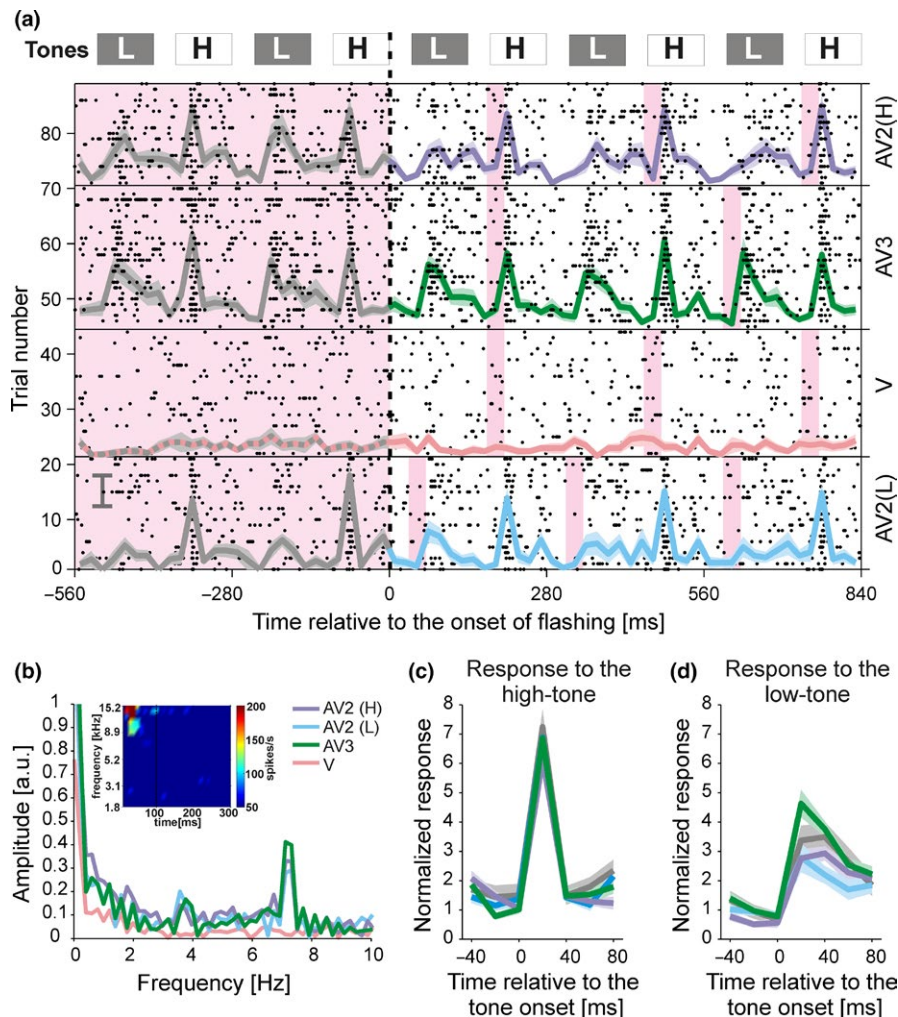 (a)
Tones L H L H L H L H L H
80
70
60
50
40
30
20
10
0
Trial number
AV2(H)
AV3
V
AV2(L)
−560 −280 0 280 560 840
Time relative to the onset of flashing [ms]
(b)
1
0.9
0.8
0.7
0.6
0.5
0.4
0.3
0.2
0.1
0
Amplitude [a.u.]
0 2 4 6 8 10
Frequency [Hz]
15.2
8.9
5.2
3.1
1.8
frequency [kHz]
100 200 300
time[ms]
200
150
100
50
spikes/s
AV2 (H)
AV2 (L)
AV3
V
(c)
Response to the
high-tone
8
7
6
5
4
3
2
1
0
Normalized response
−40 0 40 80
Time relative to the
tone onset [ms]
(d)
Response to the
low-tone
8
7
6
5
4
3
2
1
0
Normalized response
−40 0 40 80
Time relative to the
tone onset [ms]